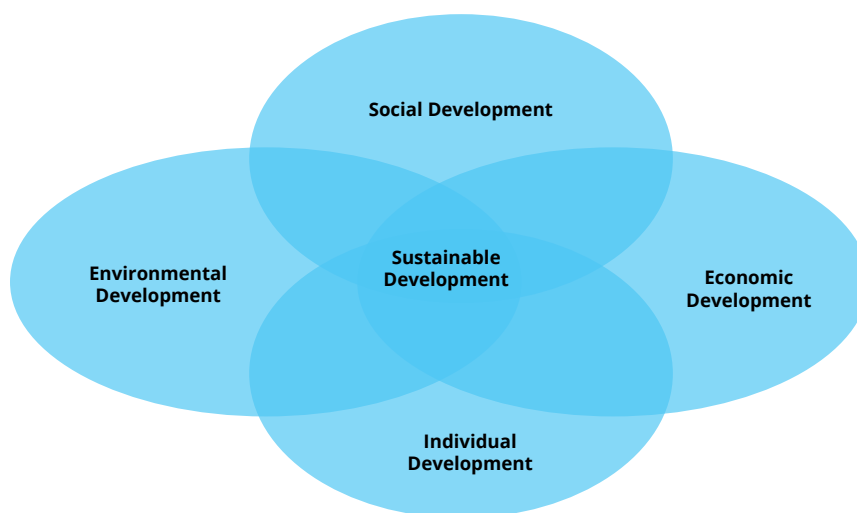 Social Development
Sustainable
Development
Environmental
Development
Economic
Development
Individual
Development